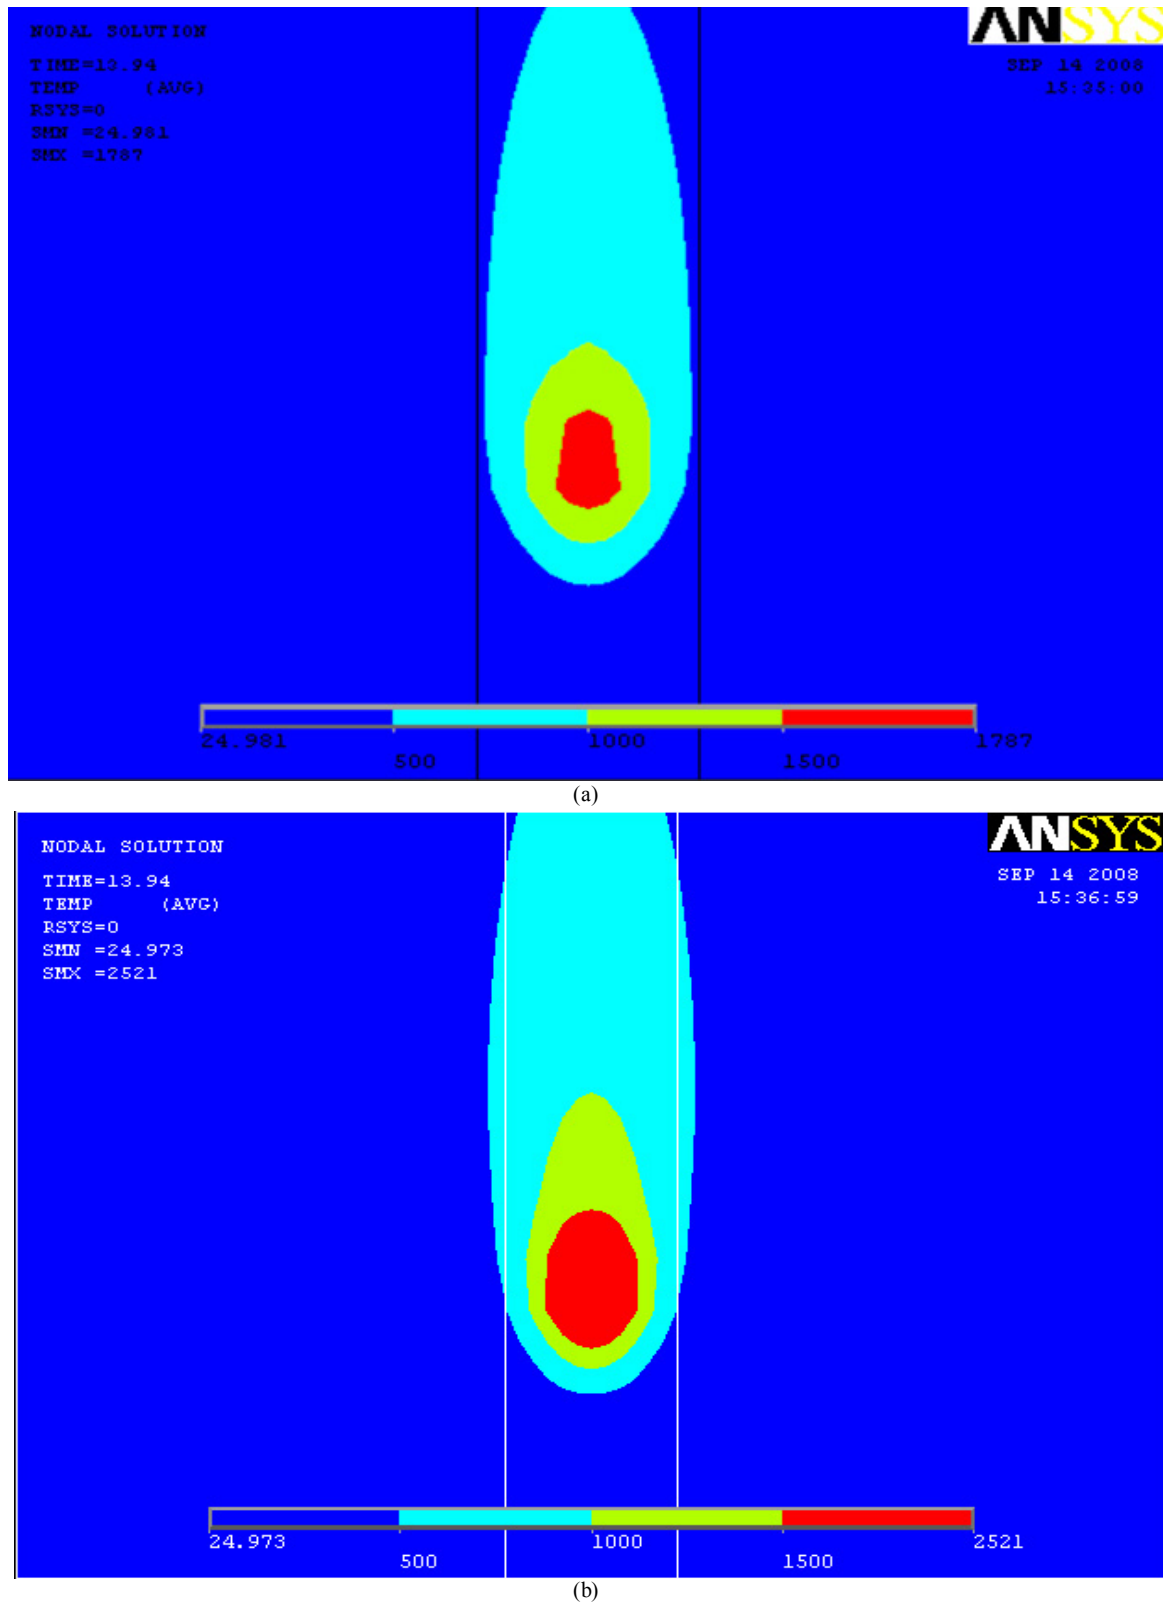 NODAL SOLUTION
TIME=13.94
TEMP (AVG)
RSYS=0
SMN =24.981
SMX =1787
ANSYS
SEP 14 2008
15:35:00
24.981
500
1000
1500
1787
(a)
NODAL SOLUTION
TIME=13.94
TEMP (AVG)
RSYS=0
SMN =24.973
SMX =2521
ANSYS
SEP 14 2008
15:36:59
24.973
500
1000
1500
2521
(b)